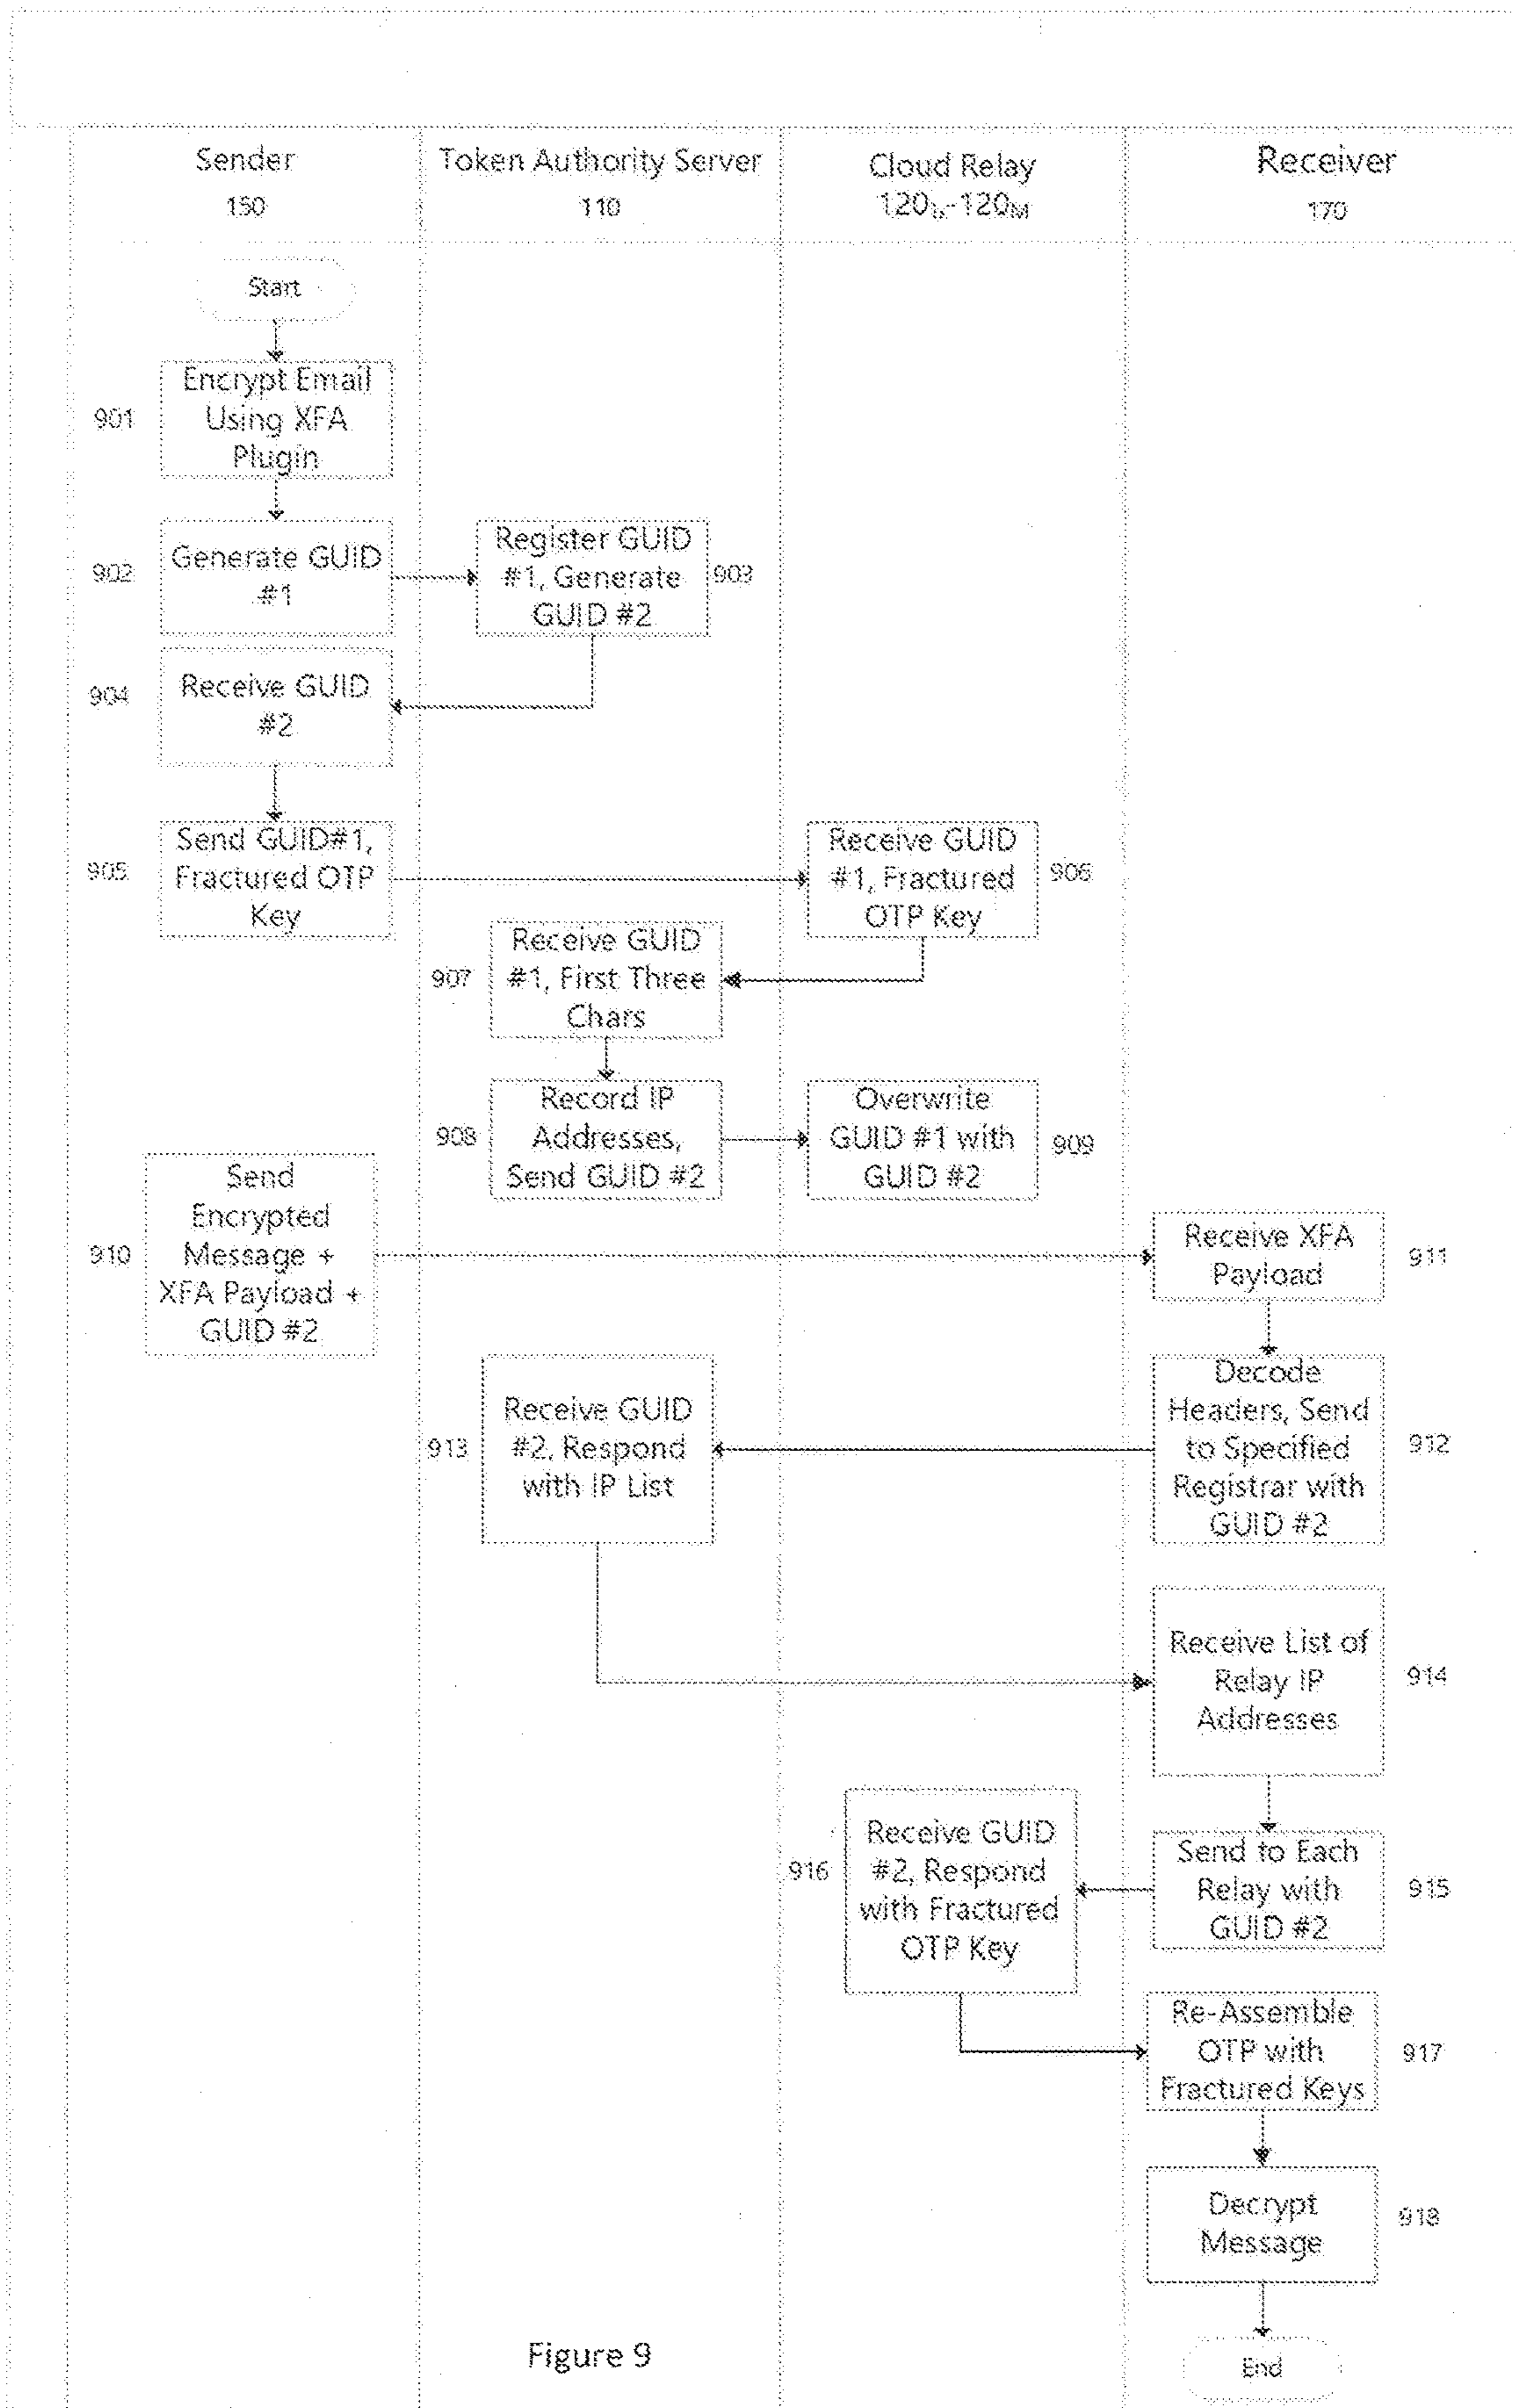 Sender
150
Token Authority Server
110
Cloud Relay
120₁-120M
Receiver
170
Start
901
Encrypt Email
Using XFA
Plugin
902
Generate GUID
#1
Register GUID
#1, Generate
GUID #2
903
904
Receive GUID
#2
905
Send GUID#1,
Fractured OTP
Key
Receive GUID
#1, Fractured
OTP Key
906
907
Receive GUID
#1, First Three
Chars
908
Record IP
Addresses,
Send GUID #2
Overwrite
GUID #1 with
GUID #2
909
910
Send
Encrypted
Message +
XFA Payload +
GUID #2
Receive XFA
Payload
911
Decode
Headers, Send
to Specified
Registrar with
GUID #2
912
913
Receive GUID
#2, Respond
with IP List
Receive List of
Relay IP
Addresses
914
Send to Each
Relay with
GUID #2
915
916
Receive GUID
#2, Respond
with Fractured
OTP Key
Re-Assemble
OTP with
Fractured Keys
917
Decrypt
Message
918
End
Figure 9